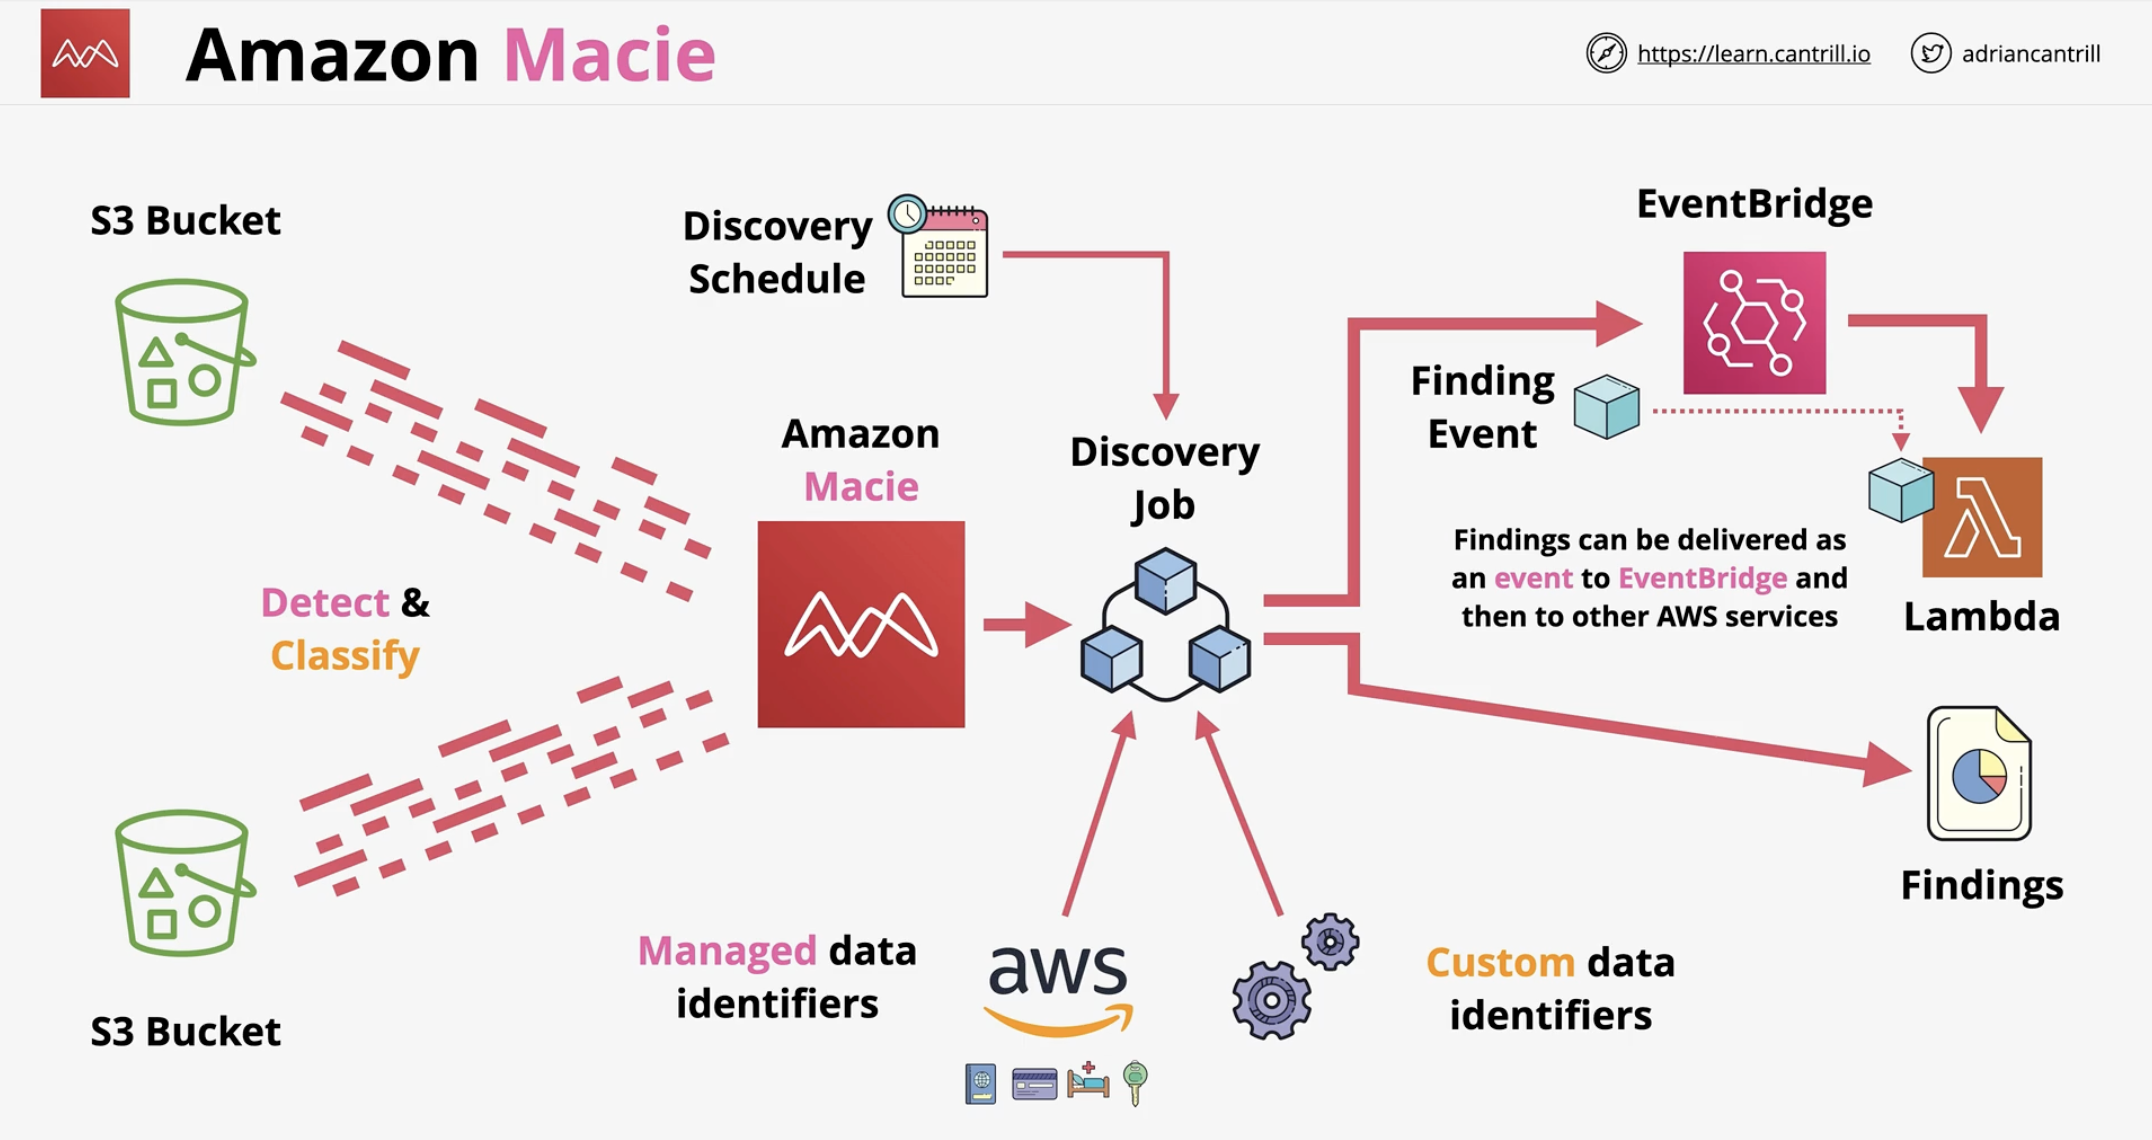 Amazon Macie
https://learn.cantrill.io
adriancantrill
S3 Bucket
Discovery
Schedule
EventBridge
Finding
Event
Amazon
Macie
Discovery
Job
Findings can be delivered as
an event to EventBridge and
then to other AWS services
Lambda
Detect &
Classify
Findings
Managed data
identifiers
aws
Custom data
identifiers
S3 Bucket